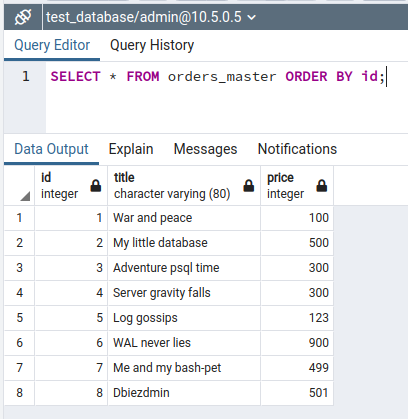 test_database/admin@10.5.0.5
Query Editor Query History
1 SELECT * FROM orders_master ORDER BY id;
Data Output Explain Messages Notifications
id title price
integer character varying (80) integer
1 1 War and peace 100
2 2 My little database 500
3 3 Adventure psql time 300
4 4 Server gravity falls 300
5 5 Log gossips 123
6 6 WAL never lies 900
7 7 Me and my bash-pet 499
8 8 Dbiezdmin 501